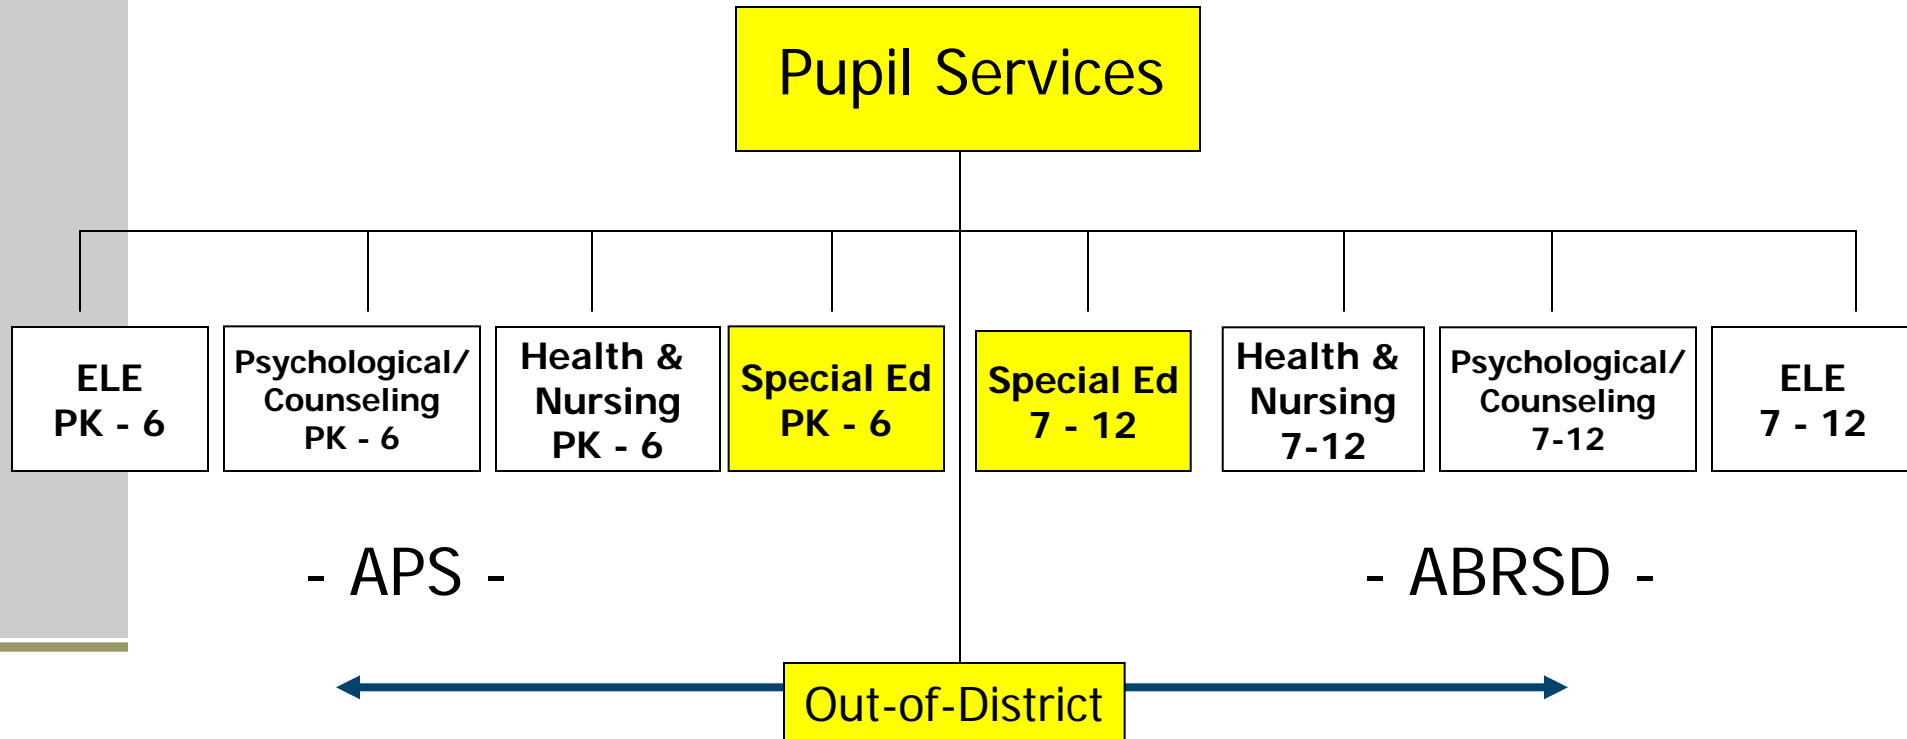 Pupil Services
ELE
PK - 6
Psychological/
Counseling
PK - 6
Health &
Nursing
PK - 6
Special Ed
PK - 6
Special Ed
7 - 12
Health &
Nursing
7-12
Psychological/
Counseling
7-12
ELE
7 - 12
- APS -
- ABRSD -
Out-of-District